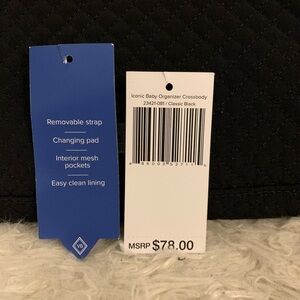 Removable strap
Changing pad
Interior mesh
pockets
Easy clean lining
VB
Iconic Baby Organizer Crossbody
23421-081 / Classic Black
MSRP $78.00